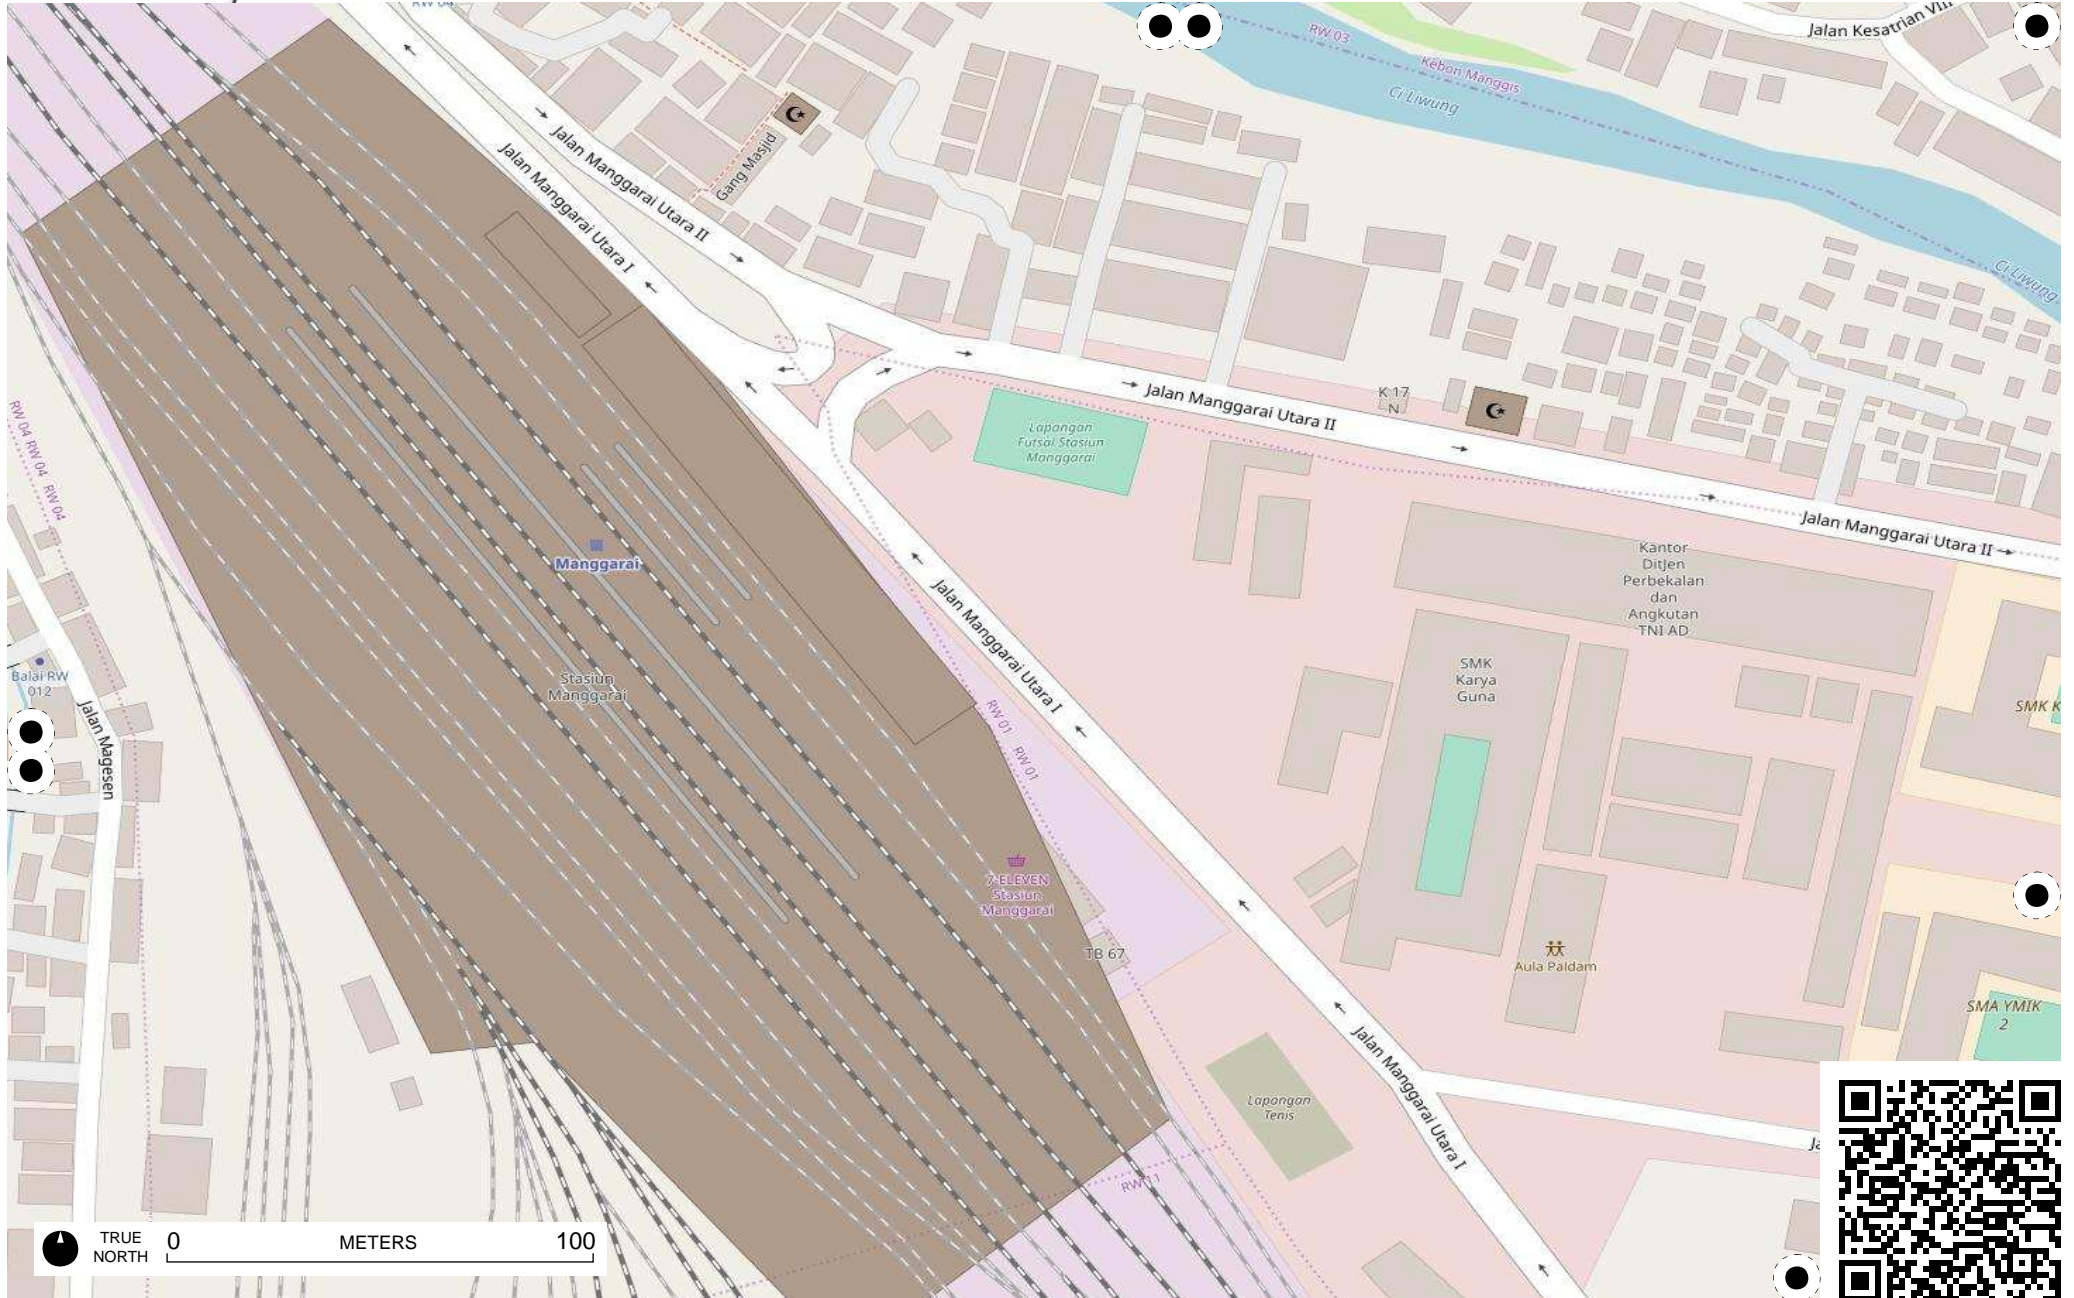 Jalan Kesatrian VIII
RW 03
Kebon Manggis
Ci Liwung
Ci Liwung
Jalan Manggarai Utara II
Jalan Manggarai Utara I
Gang Masjid
Jalan Manggarai Utara II
K 17
N
Lapangan
Futsal Stasiun
Manggarai
RW 04 RW 04 RW 04
Jalan Manggarai Utara II
Kantor
DitJen
Perbekalan
dan
Angkutan
TNI AD
Manggarai
Jalan Manggarai Utara I
SMK
Karya
Guna
Stasiun
Manggarai
Balai RW
012
SMK K
Jalan Magesen
RW 01 RW 01
7-ELEVEN
Stasiun
Manggarai
TB 67
Aula Paldam
SMA YMIK
2
Jalan Manggarai Utara I
Lapangan
Tenis
Ja
RW 11
TRUE
NORTH
0 METERS 100